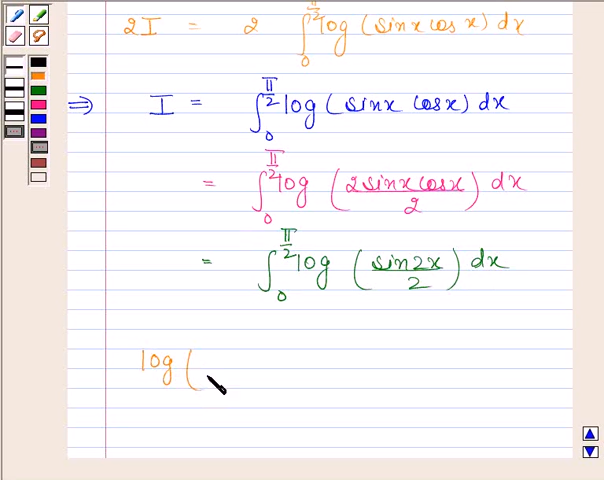 2I = 2 ∫₀^(π/2) log (sinx cos x) dx
⇒ I = ∫₀^(π/2) log (sinx cosx) dx
= ∫₀^(π/2) log (2sinx cosx / 2) dx
= ∫₀^(π/2) log (sin2x / 2) dx
log (